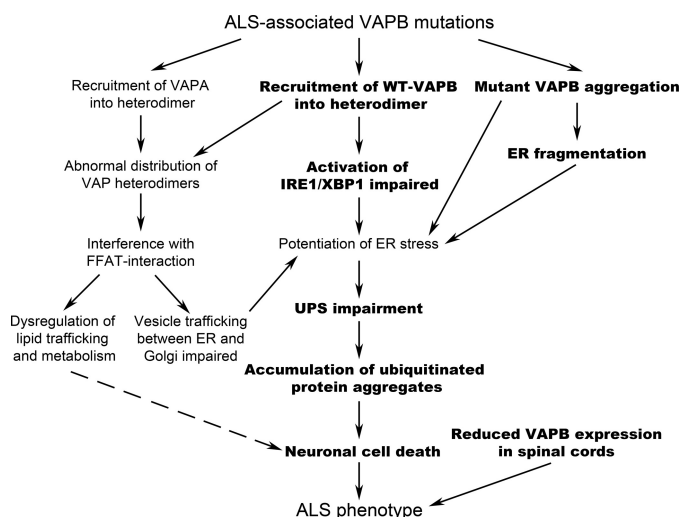 ALS-associated VAPB mutations
Recruitment of VAPA
into heterodimer
Recruitment of WT-VAPB
into heterodimer
Mutant VAPB aggregation
Abnormal distribution of
VAP heterodimers
Activation of
IRE1/XBP1 impaired
ER fragmentation
Interference with
FFAT-interaction
Potentiation of ER stress
Dysregulation of
lipid trafficking
and metabolism
Vesicle trafficking
between ER and
Golgi impaired
UPS impairment
Accumulation of ubiquitinated
protein aggregates
Neuronal cell death
Reduced VAPB expression
in spinal cords
ALS phenotype